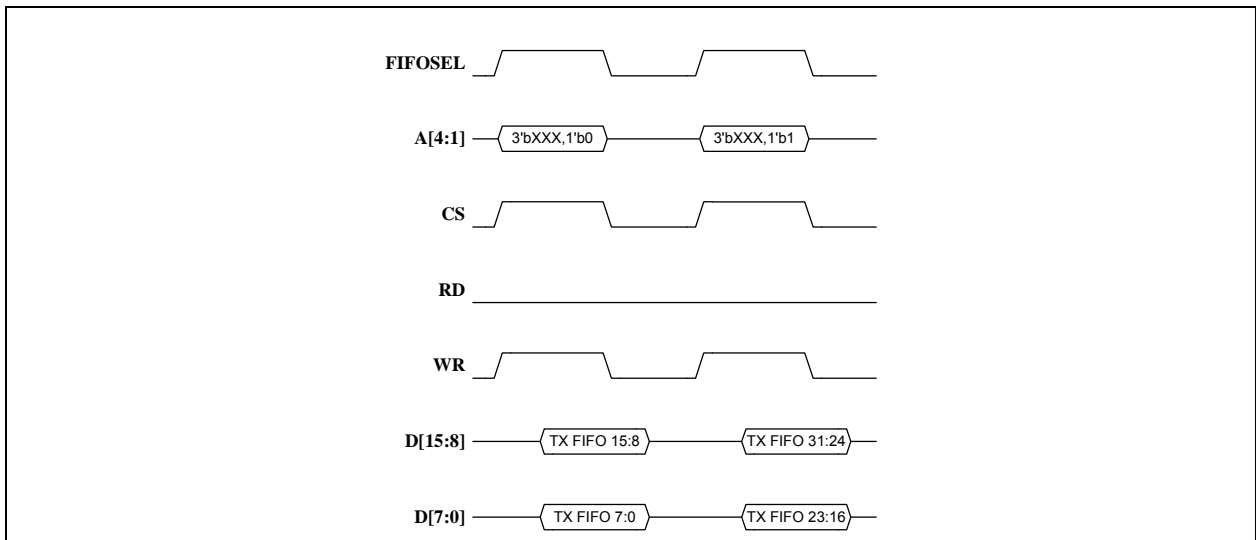 FIFOSEL
A[4:1] 3'bXXX,1'b0 3'bXXX,1'b1
CS
RD
WR
D[15:8] TX FIFO 15:8 TX FIFO 31:24
D[7:0] TX FIFO 7:0 TX FIFO 23:16